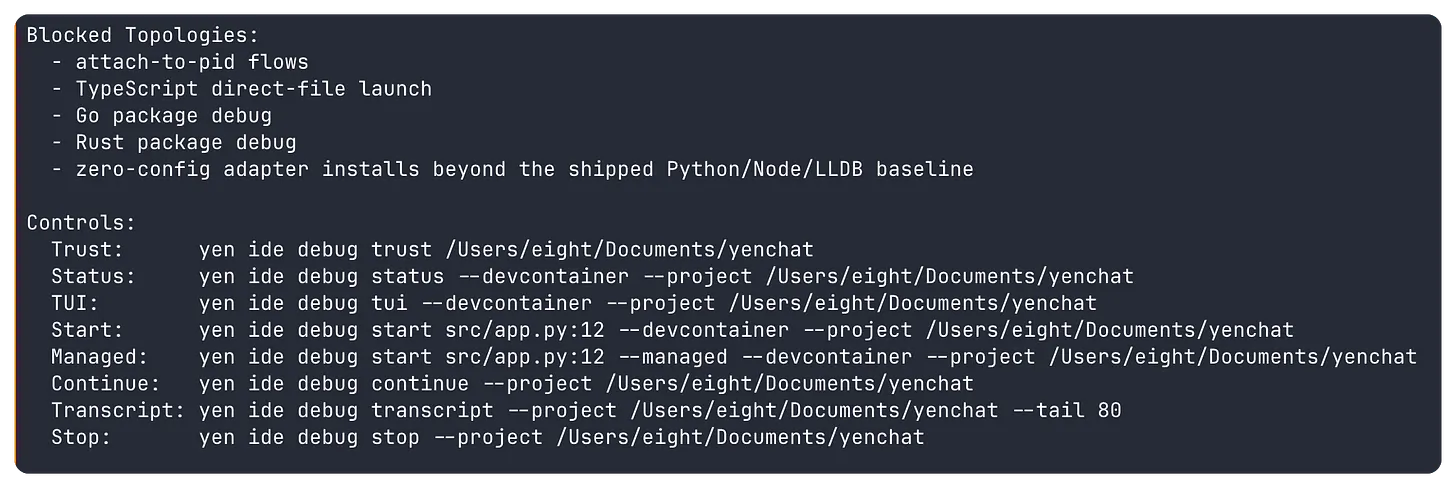 Blocked Topologies:
  - attach-to-pid flows
  - TypeScript direct-file launch
  - Go package debug
  - Rust package debug
  - zero-config adapter installs beyond the shipped Python/Node/LLDB baseline

Controls:
  Trust:      yen ide debug trust /Users/eight/Documents/yenchat
  Status:     yen ide debug status --devcontainer --project /Users/eight/Documents/yenchat
  TUI:        yen ide debug tui --devcontainer --project /Users/eight/Documents/yenchat
  Start:      yen ide debug start src/app.py:12 --devcontainer --project /Users/eight/Documents/yenchat
  Managed:    yen ide debug start src/app.py:12 --managed --devcontainer --project /Users/eight/Documents/yenchat
  Continue:   yen ide debug continue --project /Users/eight/Documents/yenchat
  Transcript: yen ide debug transcript --project /Users/eight/Documents/yenchat --tail 80
  Stop:       yen ide debug stop --project /Users/eight/Documents/yenchat